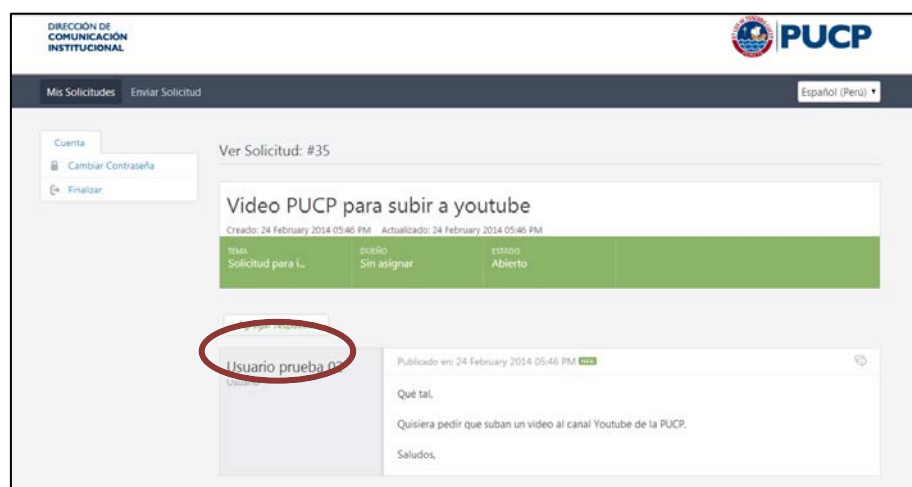 DIRECCIÓN DE
COMUNICACIÓN
INSTITUCIONAL
PUCP
Mis Solicitudes Enviar Solicitud
Español (Perú)
Cuenta
Cambiar Contraseña
Finalizar
Ver Solicitud: #35
Video PUCP para subir a youtube
Creado: 24 February 2014 05:46 PM Actualizado: 24 February 2014 05:46 PM
TEMA DUEÑO ESTADO
Solicitud para i... Sin asignar Abierto
Agregar
Usuario prueba 02
Usuario
Publicado en: 24 February 2014 05:46 PM NEW
Qué tal,
Quisiera pedir que suban un video al canal Youtube de la PUCP.
Saludos,